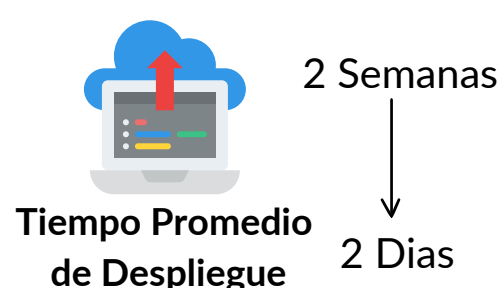 2 Semanas
Tiempo Promedio
de Despliegue
2 Dias